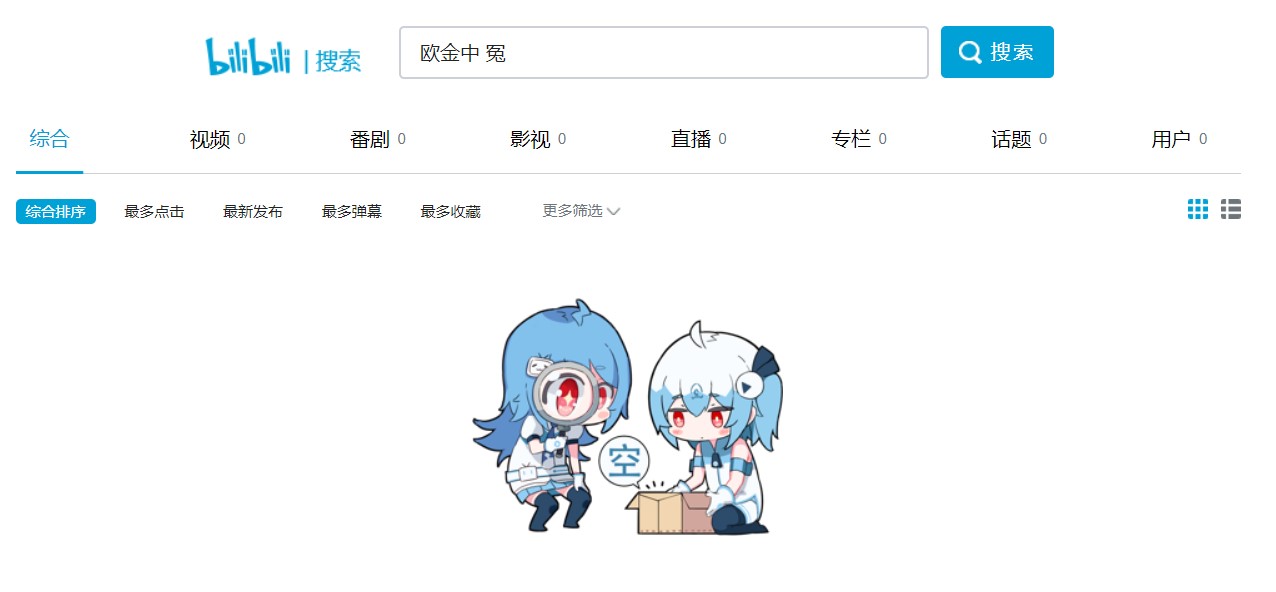 bilibili | 搜索 欧金中 冤 搜索
综合 视频 0 番剧 0 影视 0 直播 0 专栏 0 话题 0 用户 0
综合排序 最多点击 最新发布 最多弹幕 最多收藏 更多筛选
空